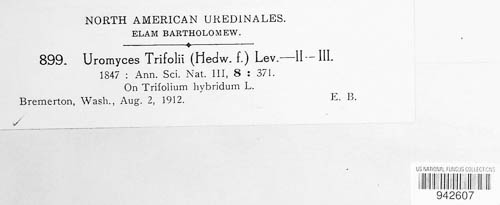 NORTH AMERICAN UREDINALES.
ELAM BARTHOLOMEW.
899. Uromyces Trifolii (Hedw. f.) Lev.—II - III.
1847 : Ann. Sci. Nat. III, 8 : 371.
On Trifolium hybridum L.
Bremerton, Wash., Aug. 2, 1912. E. B.
US NATIONAL FUNGUS COLLECTIONS
942607